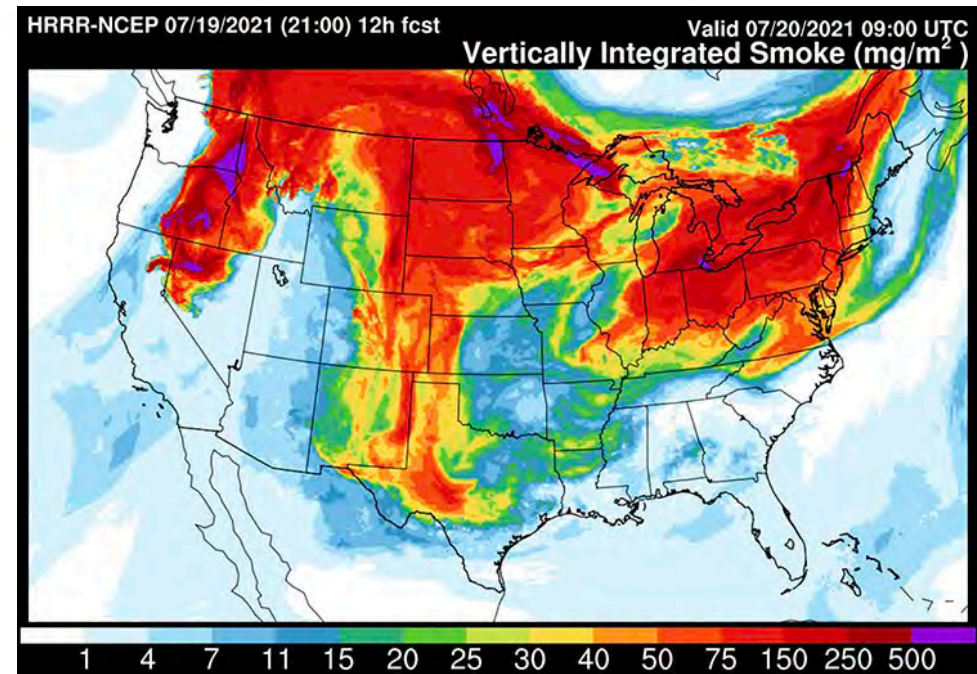 HRRR-NCEP 07/19/2021 (21:00) 12h fcst
Valid 07/20/2021 09:00 UTC
Vertically Integrated Smoke (mg/m²)
1 4 7 11 15 20 25 30 40 50 75 150 250 500